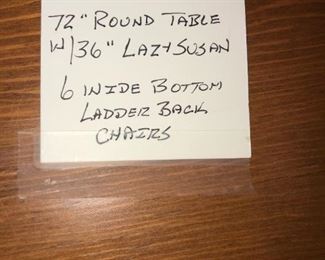 72" ROUND TABLE
W/36" LAZY SUSAN
6 WIDE BOTTOM
LADDER BACK
CHAIRS